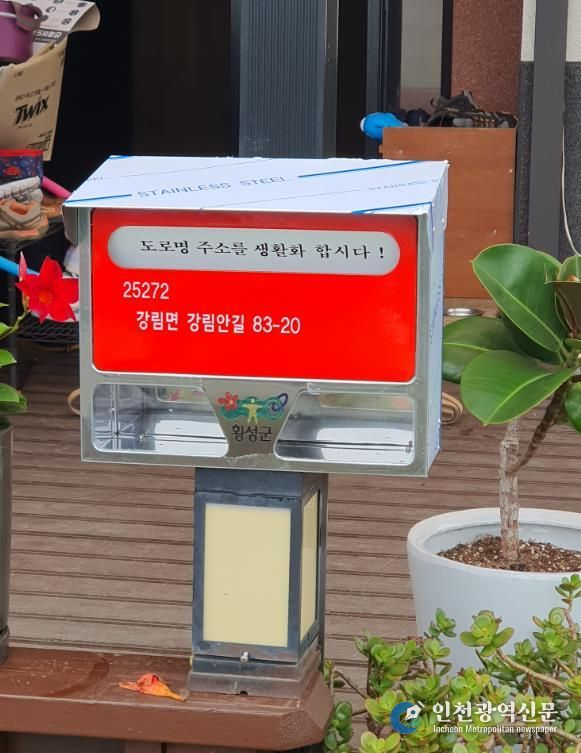 TWIX
STAINLESS STEEL
도로명 주소를 생활화 합시다 !
25272
강림면 강림안길 83-20
횡성군
인천광역신문
Incheon Metropolitan newspaper